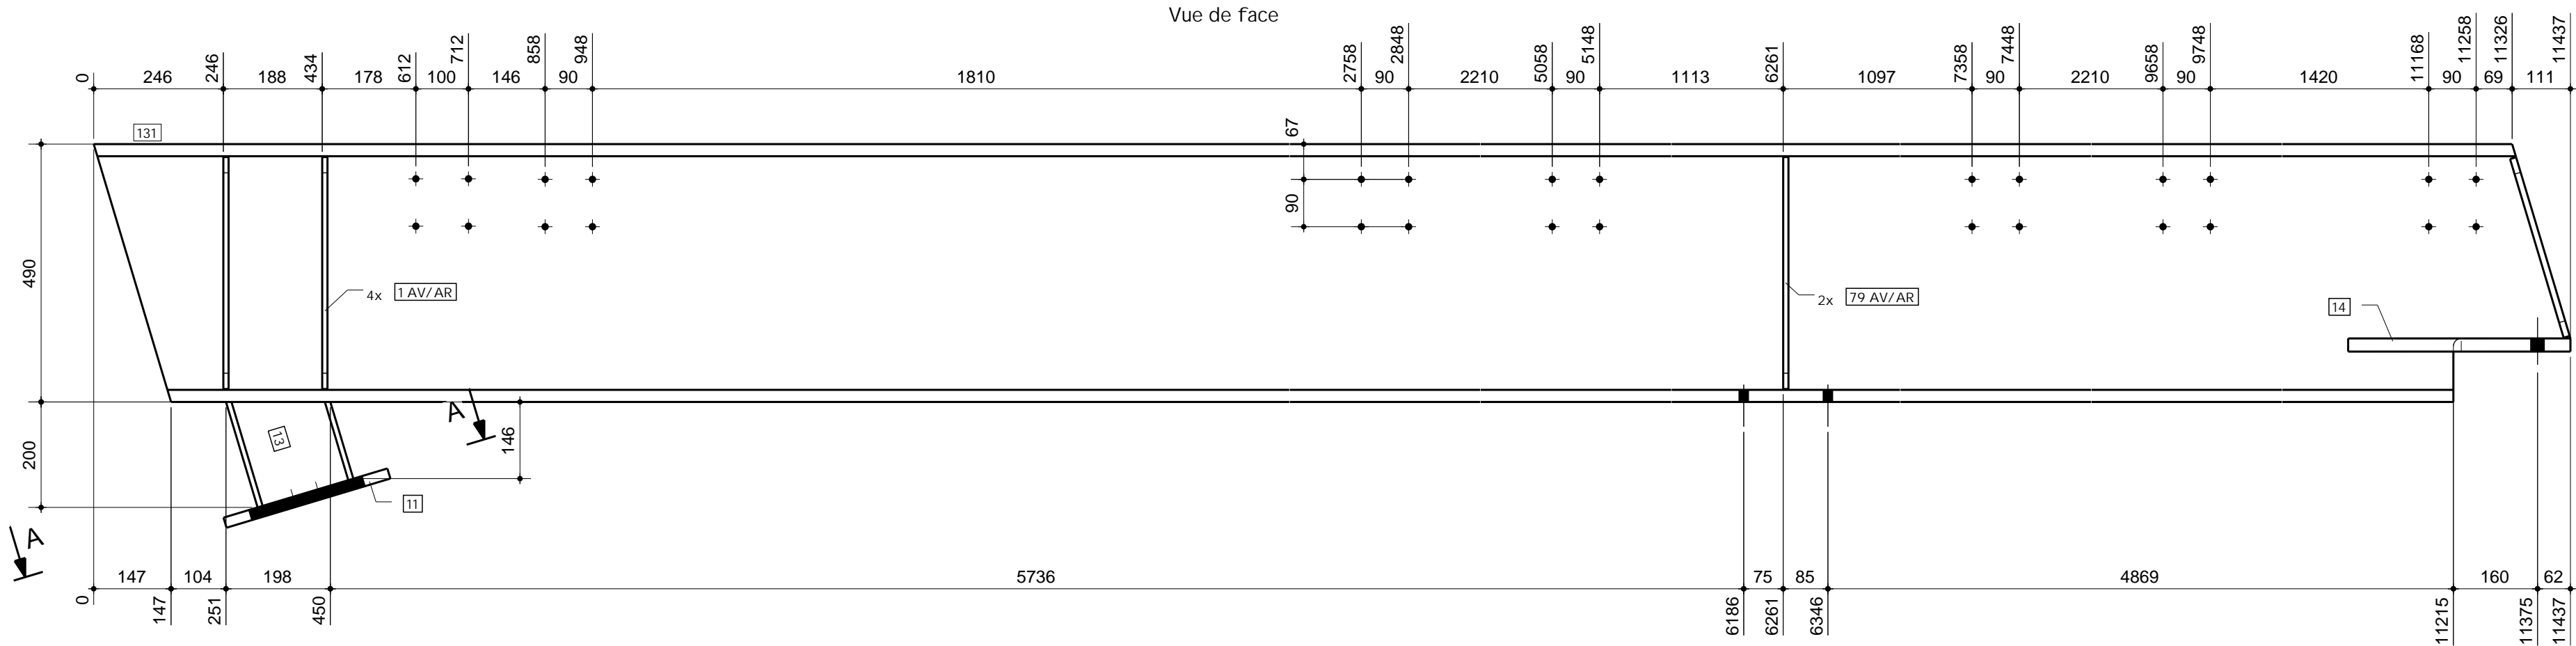 Vue de face
0 246 434 612 712 858 948 2758 2848 5058 5148 6261 7358 7448 9658 9748 11168 11258 11326 11437
246 188 178 100 146 90 1810 90 2210 90 1113 1097 90 2210 90 1420 90 69 111
131
67
90
490
4x 1 AV/AR
2x 79 AV/AR
14
A
146
200
13
11
A
147 104 198 5736 75 85 4869 160 62
0 147 251 450 6186 6261 6346 11215 11375 11437